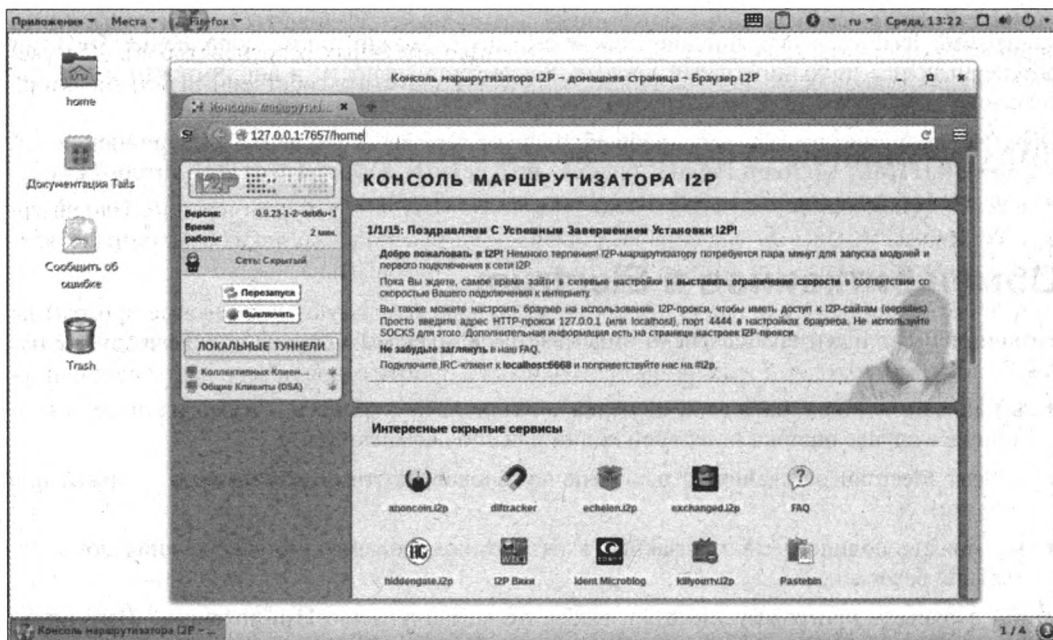 Приложения Места Firefox ru Среда, 13:22
home
Документация Tails
Сообщить об ошибке
Trash
Консоль маршрутизатора I2P – домашняя страница – Браузер I2P
Консоль маршрутиз...
127.0.0.1:7657/home
I2P
Версия: 0.9.23-1-2~deb8u+1
Время работы: 2 мин.
Сеть: Скрытый
Перезапуск
Выключить
ЛОКАЛЬНЫЕ ТУННЕЛИ
Коллективных Клиен...
Общие Клиенты (DSA)
КОНСОЛЬ МАРШРУТИЗАТОРА I2P
1/1/15: Поздравляем С Успешным Завершением Установки I2P!
Добро пожаловать в I2P! Немного терпения! I2P-маршрутизатору потребуется пара минут для запуска модулей и
первого подключения к сети I2P.
Пока Вы ждете, самое время зайти в сетевые настройки и выставить ограничение скорости в соответствии со
скоростью Вашего подключения к интернету.
Вы также можете настроить браузер на использование I2P-прокси, чтобы иметь доступ к I2P-сайтам (eepsites).
Просто введите адрес HTTP-прокси 127.0.0.1 (или localhost), порт 4444 в настройках браузера. Не используйте
SOCKS для этого. Дополнительная информация есть на странице настроек I2P-прокси.
Не забудьте заглянуть в наш FAQ.
Подключите IRC-клиент к localhost:6668 и поприветствуйте нас на #i2p.
Интересные скрытые сервисы
anoncoin.i2p diftracker echelon.i2p exchanged.i2p FAQ
hiddengate.i2p I2P Вики Ident Microblog killyourtv.i2p Pastebin
Консоль маршрутизатора I2P – ... 1 / 4